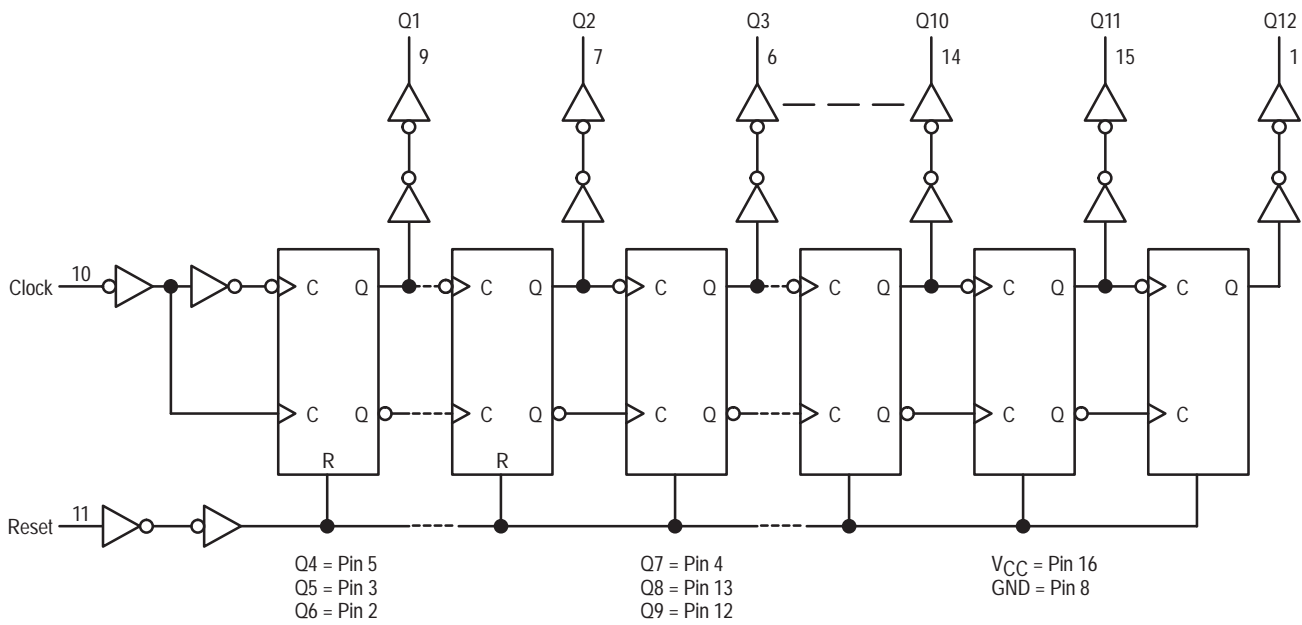 Q1 Q2 Q3 Q10 Q11 Q12
9 7 6 14 15 1
Clock 10 C Q C Q C Q C Q C Q C Q
C Q C Q C Q C Q C Q C
R R
Reset 11
Q4 = Pin 5 Q7 = Pin 4 VCC = Pin 16
Q5 = Pin 3 Q8 = Pin 13 GND = Pin 8
Q6 = Pin 2 Q9 = Pin 12